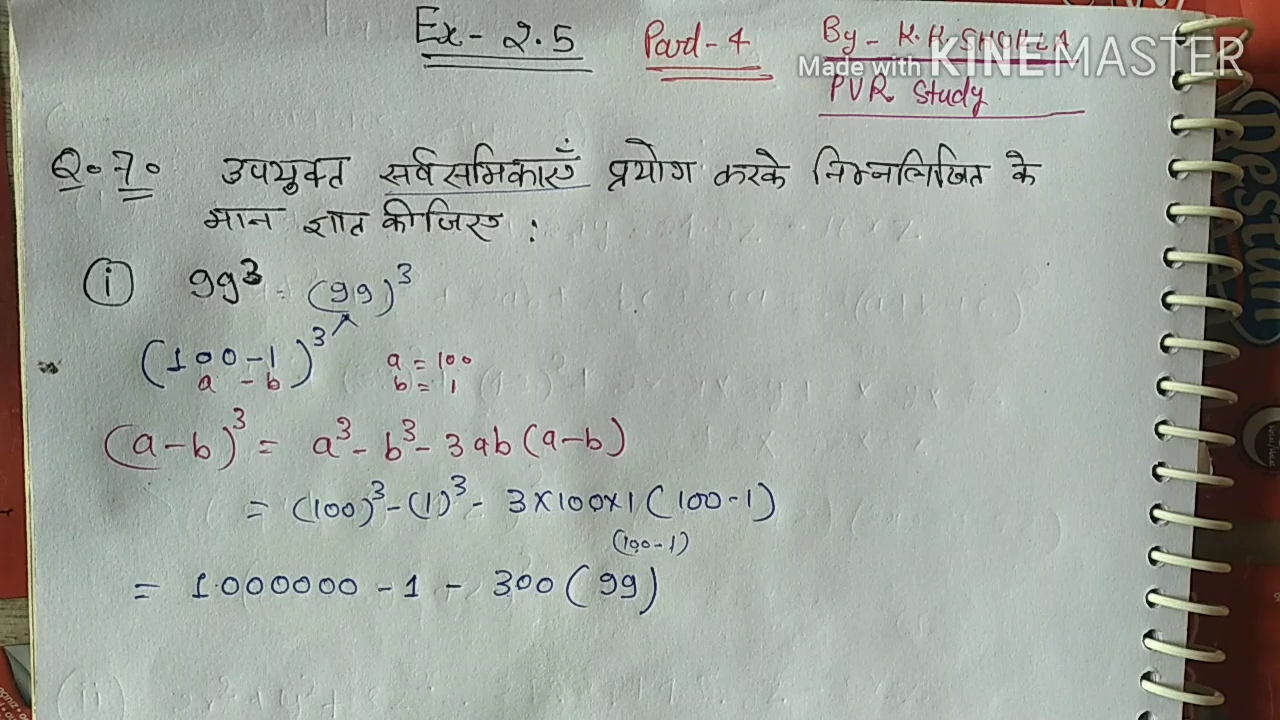 Ex- 2.5 Pard-4 By- K.K. SHUKLA
Made with KINEMASTER
PVR Study
Q.7. उपयुक्त सर्वसमिकाएँ प्रयोग करके निम्नलिखित के
मान ज्ञात कीजिए :
(i) 99³ = (99)³
(100-1)³ a = 100
a - b b = 1
(a-b)³ = a³ - b³ - 3ab(a-b)
= (100)³ - (1)³ - 3×100×1(100-1)
(100-1)
= 1000000 - 1 - 300(99)